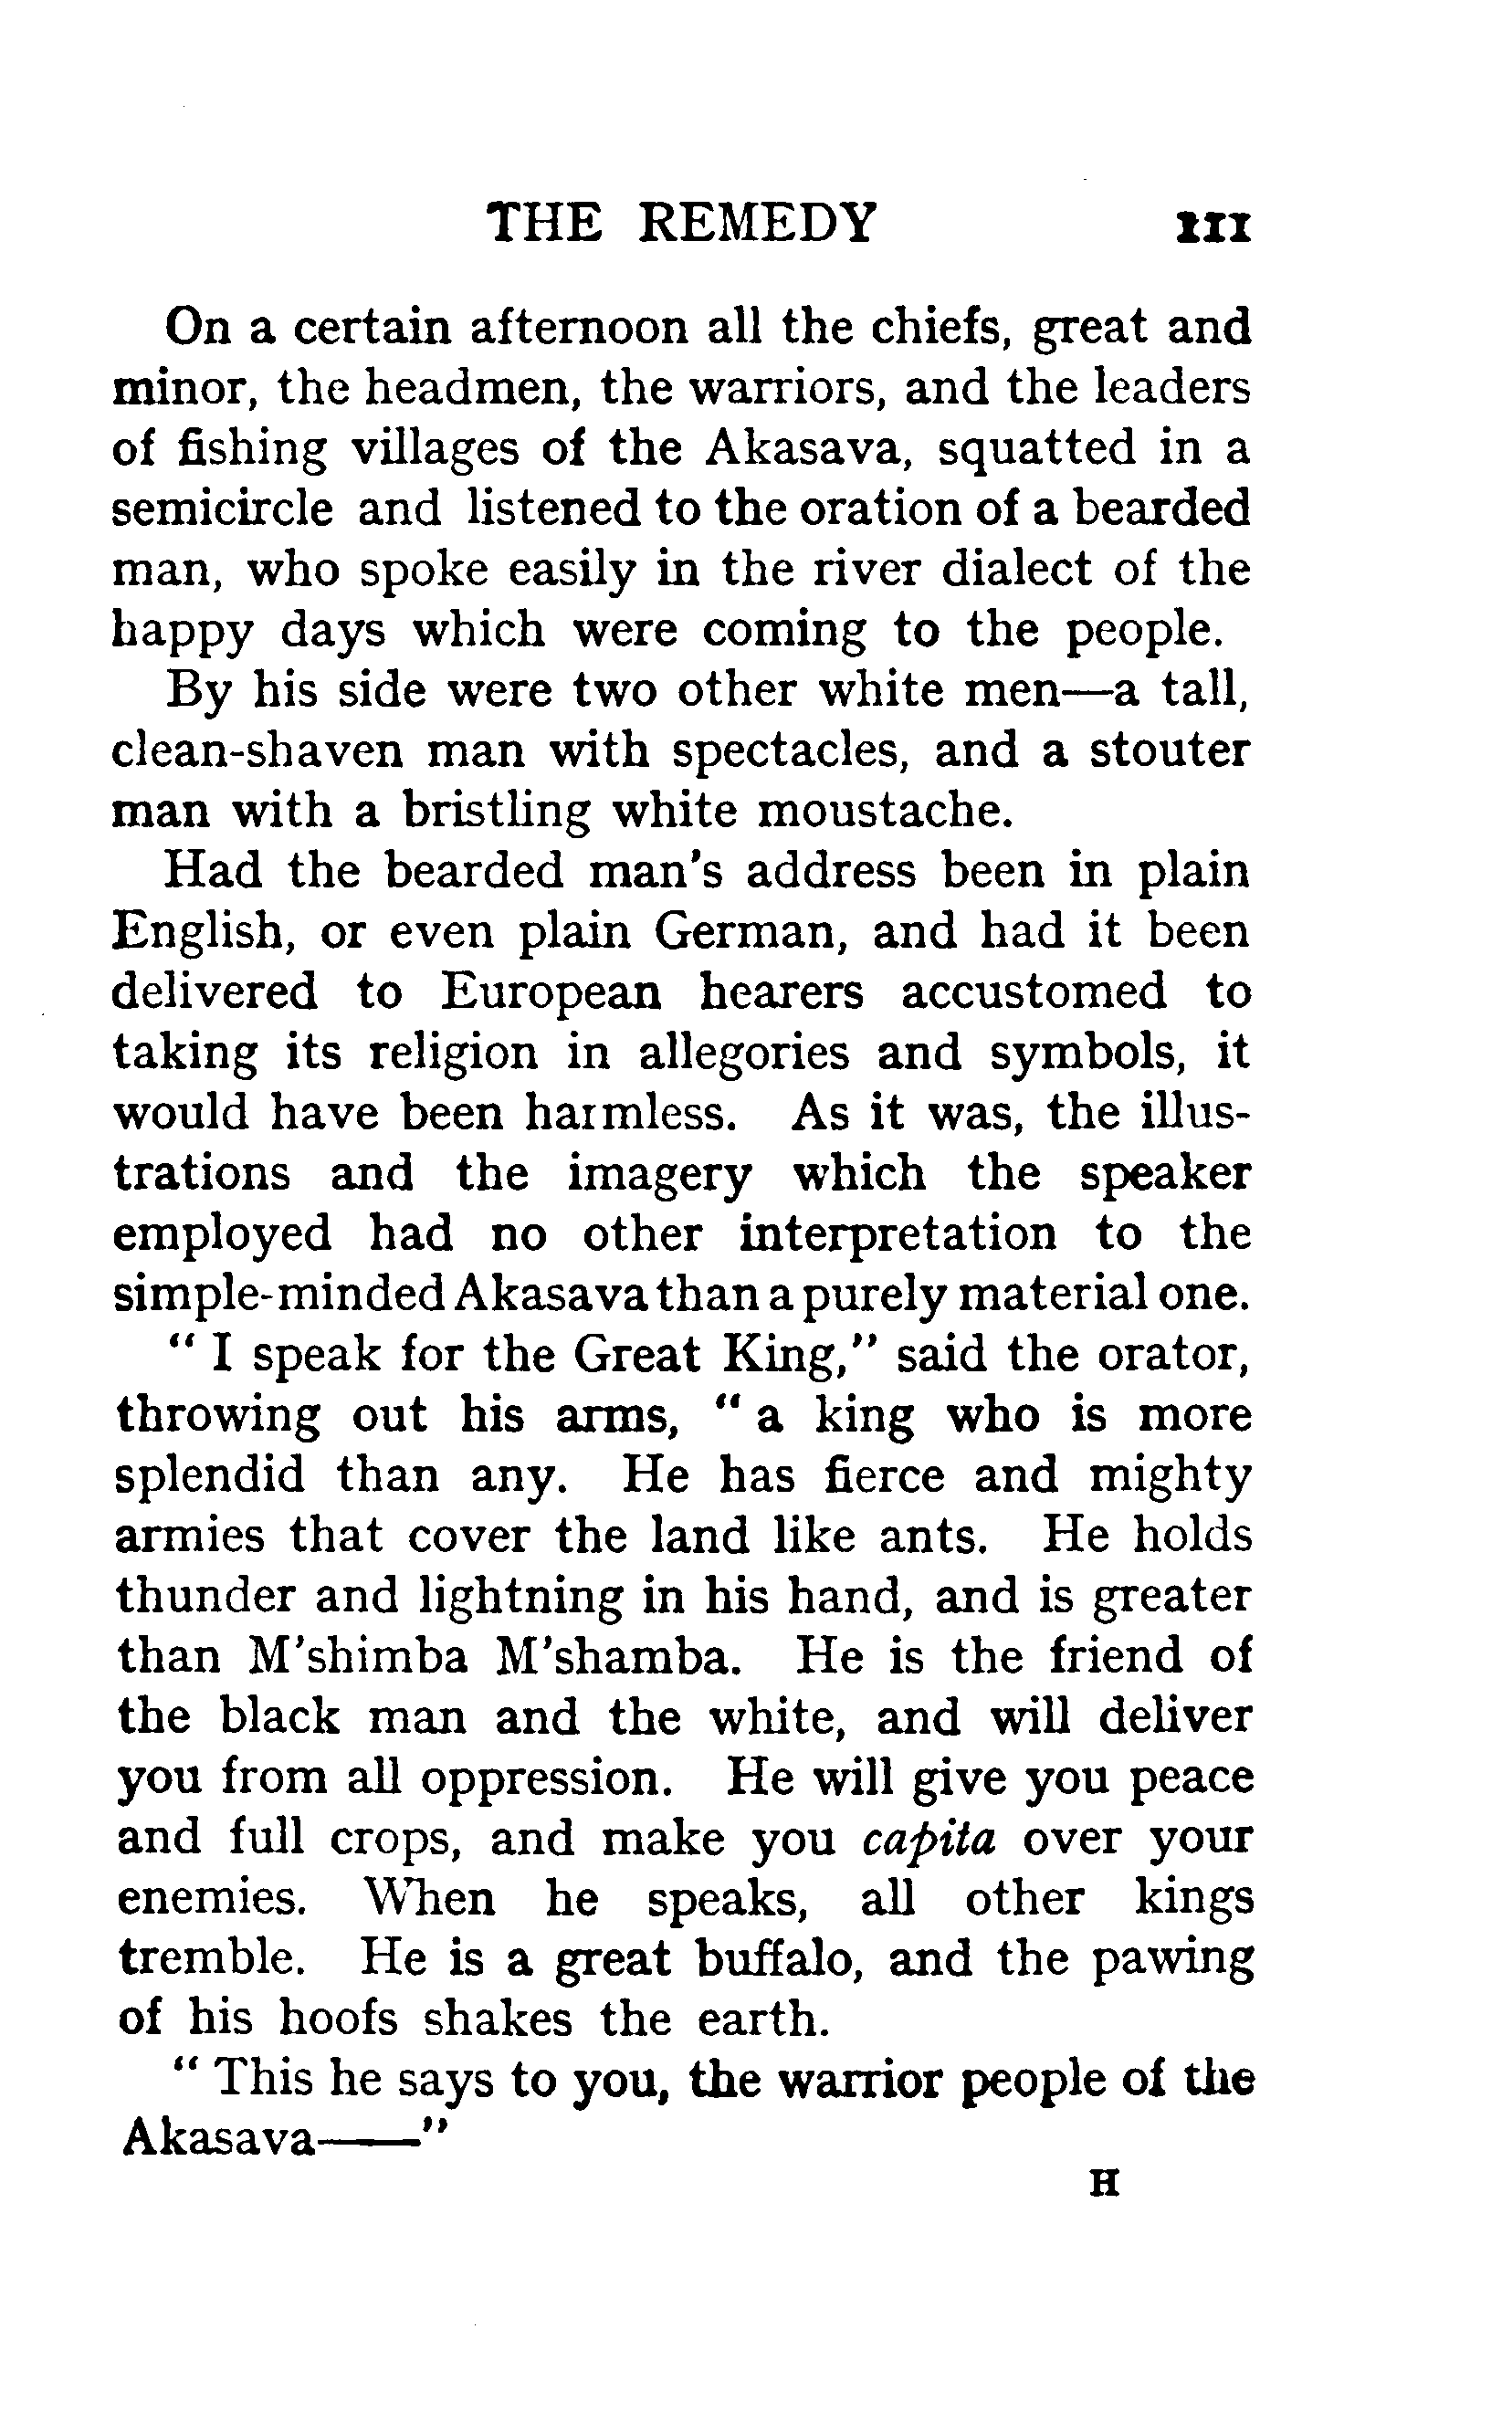 THE REMEDY 111
On a certain afternoon all the chiefs, great and
minor, the headmen, the warriors, and the leaders
of fishing villages of the Akasava, squatted in a
semicircle and listened to the oration of a bearded
man, who spoke easily in the river dialect of the
happy days which were coming to the people.
By his side were two other white men—a tall,
clean-shaven man with spectacles, and a stouter
man with a bristling white moustache.
Had the bearded man's address been in plain
English, or even plain German, and had it been
delivered to European hearers accustomed to
taking its religion in allegories and symbols, it
would have been harmless. As it was, the illus-
trations and the imagery which the speaker
employed had no other interpretation to the
simple-minded Akasava than a purely material one.
" I speak for the Great King," said the orator,
throwing out his arms, " a king who is more
splendid than any. He has fierce and mighty
armies that cover the land like ants. He holds
thunder and lightning in his hand, and is greater
than M'shimba M'shamba. He is the friend of
the black man and the white, and will deliver
you from all oppression. He will give you peace
and full crops, and make you capita over your
enemies. When he speaks, all other kings
tremble. He is a great buffalo, and the pawing
of his hoofs shakes the earth.
" This he says to you, the warrior people of the
Akasava——"
H